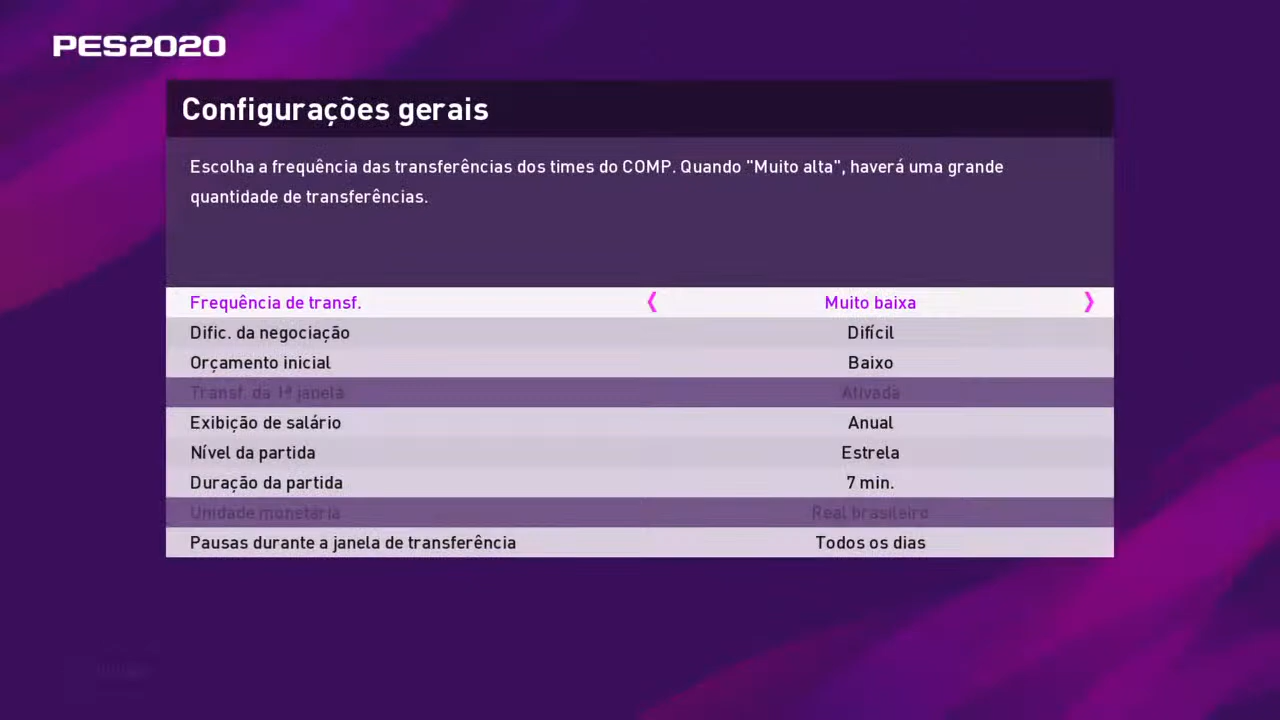 PES2020
Configurações gerais
Escolha a frequência das transferências dos times do COMP. Quando "Muito alta", haverá uma grande
quantidade de transferências.
Frequência de transf. Muito baixa
Dific. da negociação Difícil
Orçamento inicial Baixo
Transf. da 1ª janela Ativada
Exibição de salário Anual
Nível da partida Estrela
Duração da partida 7 min.
Unidade monetária Real brasileiro
Pausas durante a janela de transferência Todos os dias